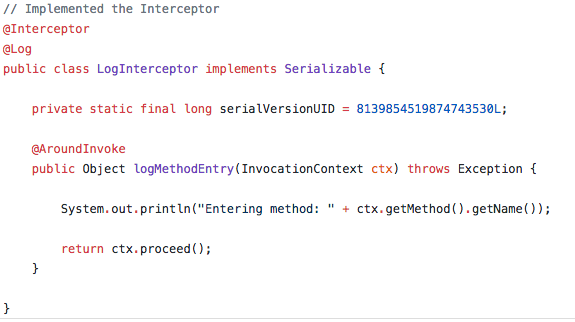 // Implemented the Interceptor
@Interceptor
@Log
public class LogInterceptor implements Serializable {
private static final long serialVersionUID = 8139854519874743530L;
@AroundInvoke
public Object logMethodEntry(InvocationContext ctx) throws Exception {
System.out.println("Entering method: " + ctx.getMethod().getName());
return ctx.proceed();
}
}